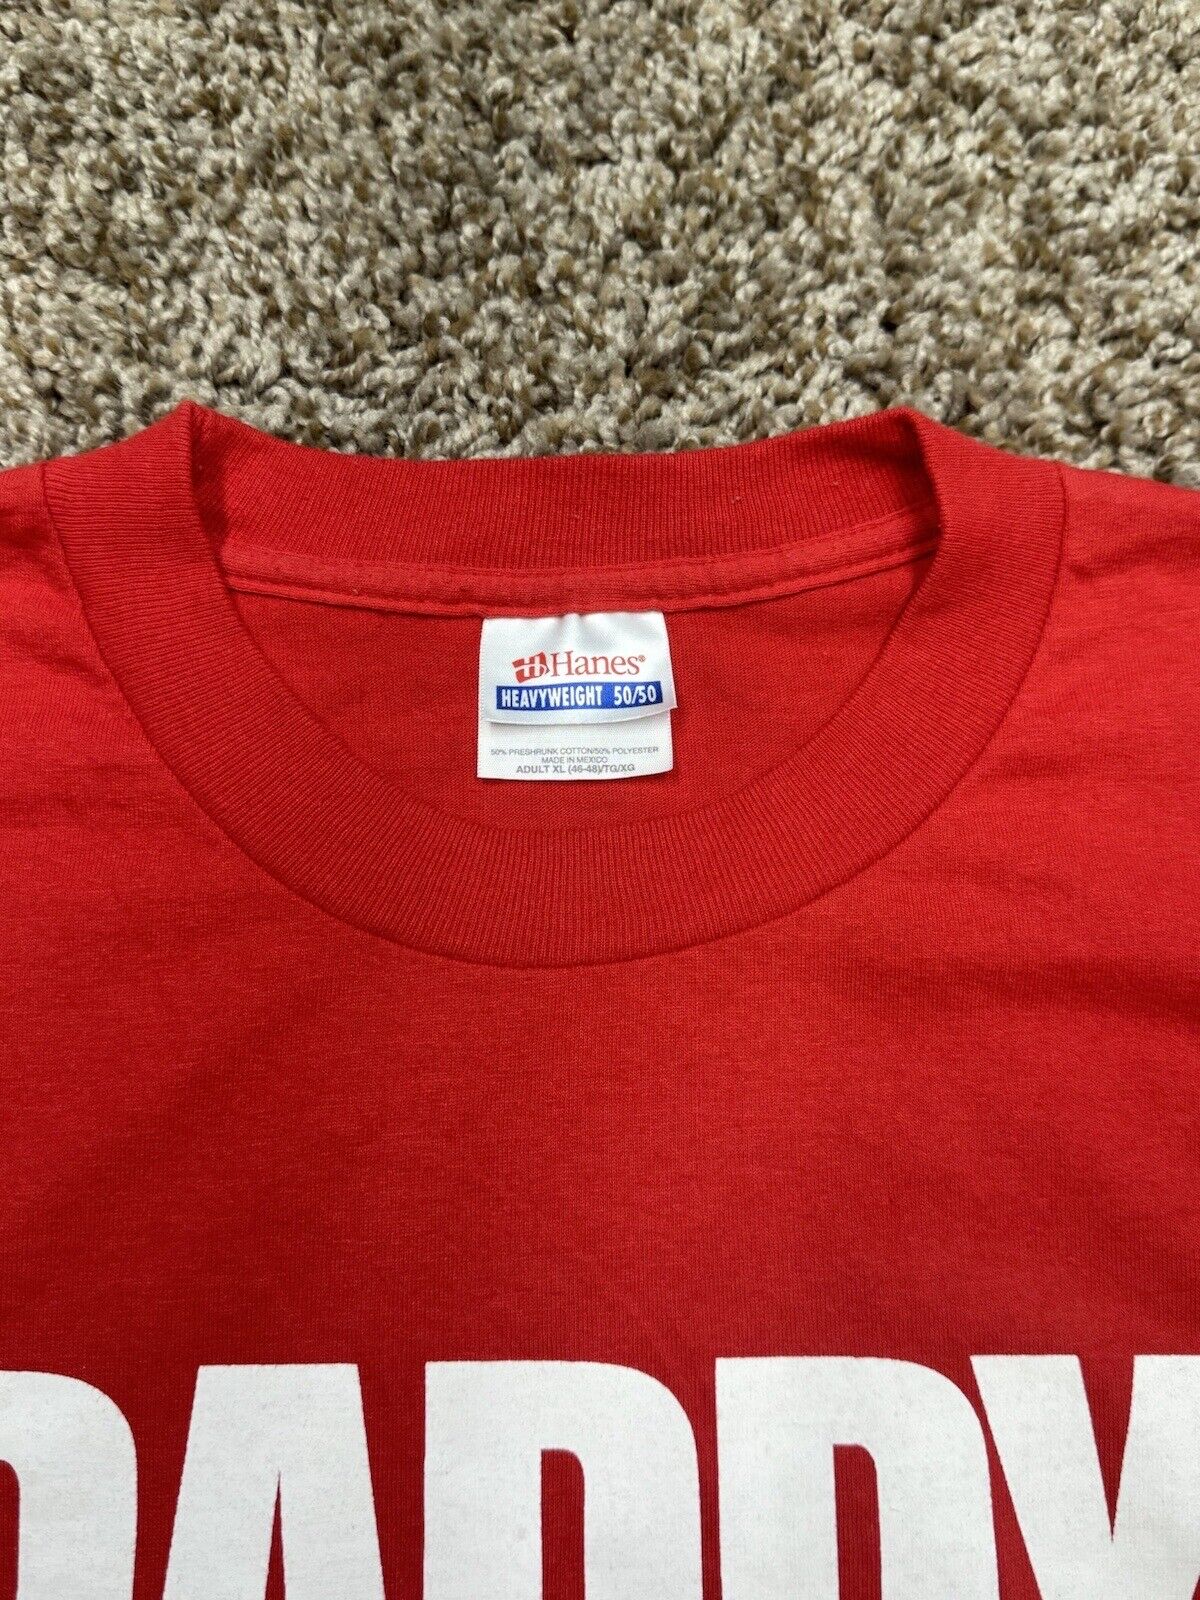 Hanes®
HEAVYWEIGHT 50/50
50% PRESHRUNK COTTON/50% POLYESTER
MADE IN MEXICO
ADULT XL (46-48)/TG/XG